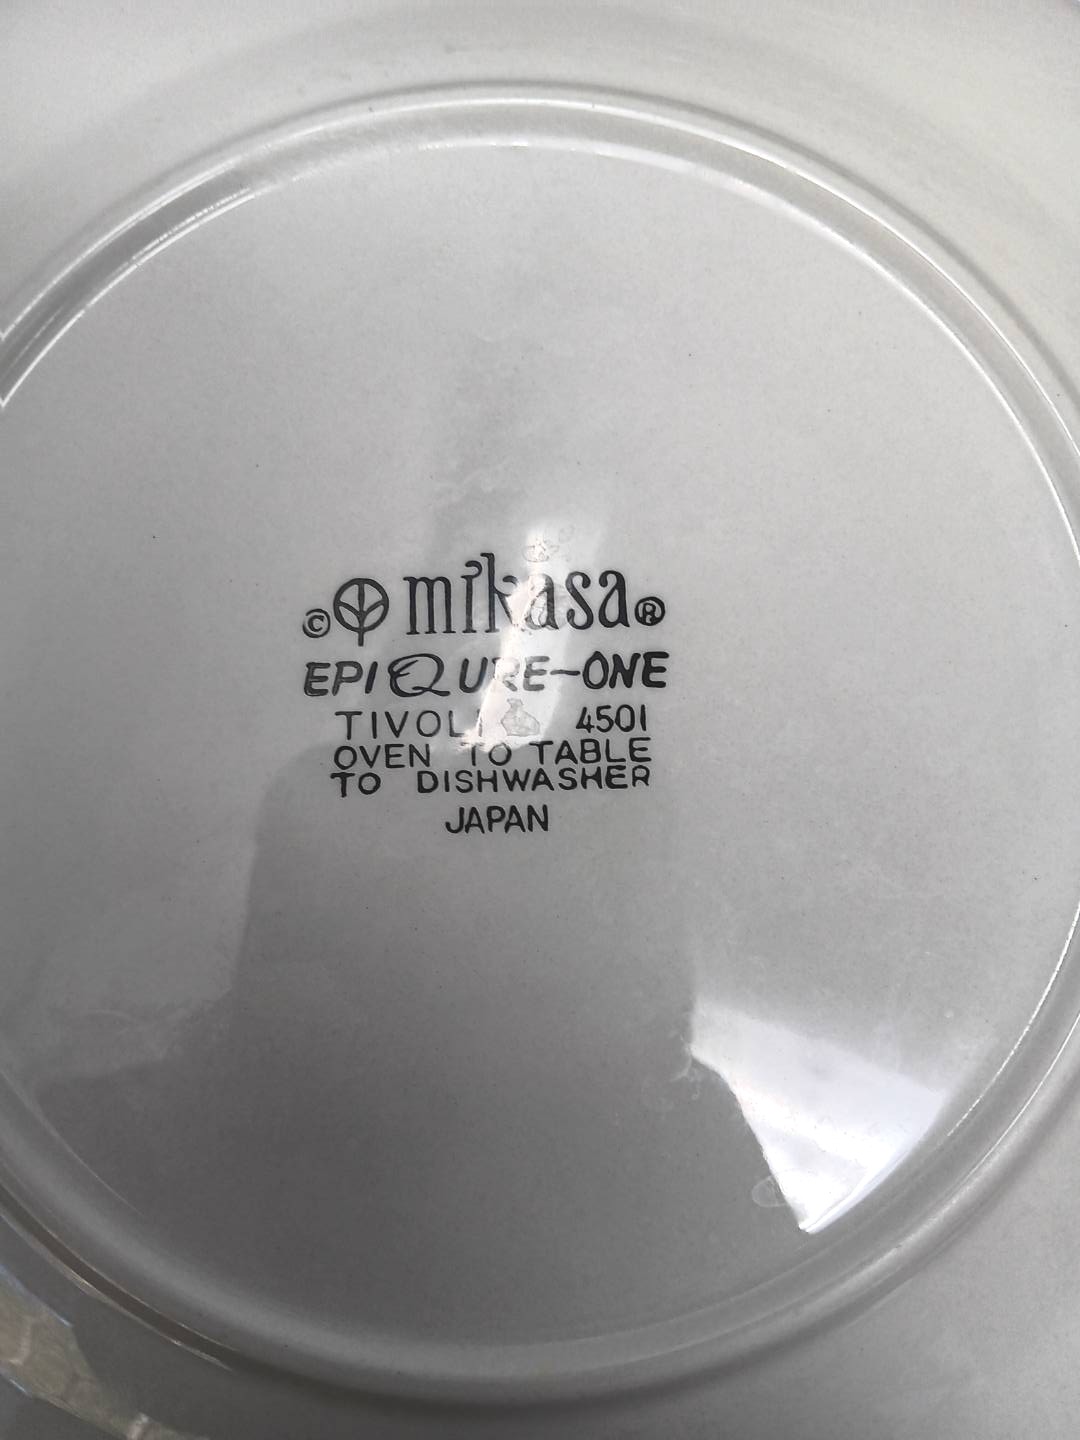 © mikasa ®
EPIQURE-ONE
TIVOLI 4501
OVEN TO TABLE
TO DISHWASHER
JAPAN